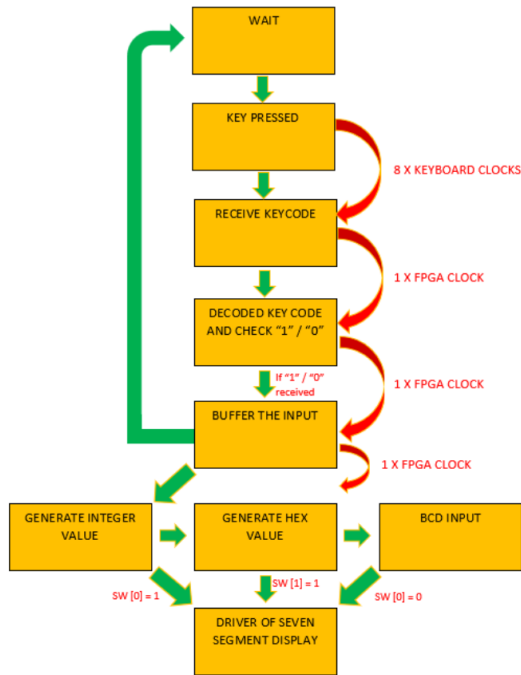 WAIT
KEY PRESSED
8 X KEYBOARD CLOCKS
RECEIVE KEYCODE
1 X FPGA CLOCK
DECODED KEY CODE
AND CHECK “1” / “0”
If “1” / “0”
received
1 X FPGA CLOCK
BUFFER THE INPUT
1 X FPGA CLOCK
GENERATE INTEGER
VALUE
GENERATE HEX
VALUE
BCD INPUT
SW [0] = 1
SW [1] = 1
SW [0] = 0
DRIVER OF SEVEN
SEGMENT DISPLAY